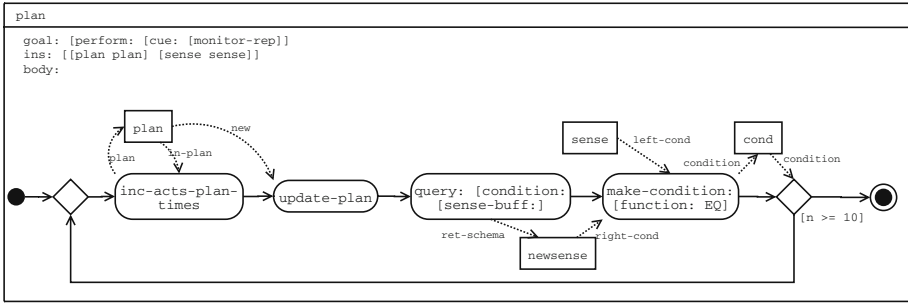 plan
goal: [perform: [cue: [monitor-rep]]
ins: [[plan plan] [sense sense]]
body:
plan
new
plan
in-plan
sense
left-cond
cond
condition
condition
inc-acts-plan-
times
update-plan
query: [condition:
[sense-buff:]
make-condition:
[function: EQ]
[n >= 10]
ret-schema
right-cond
newsense